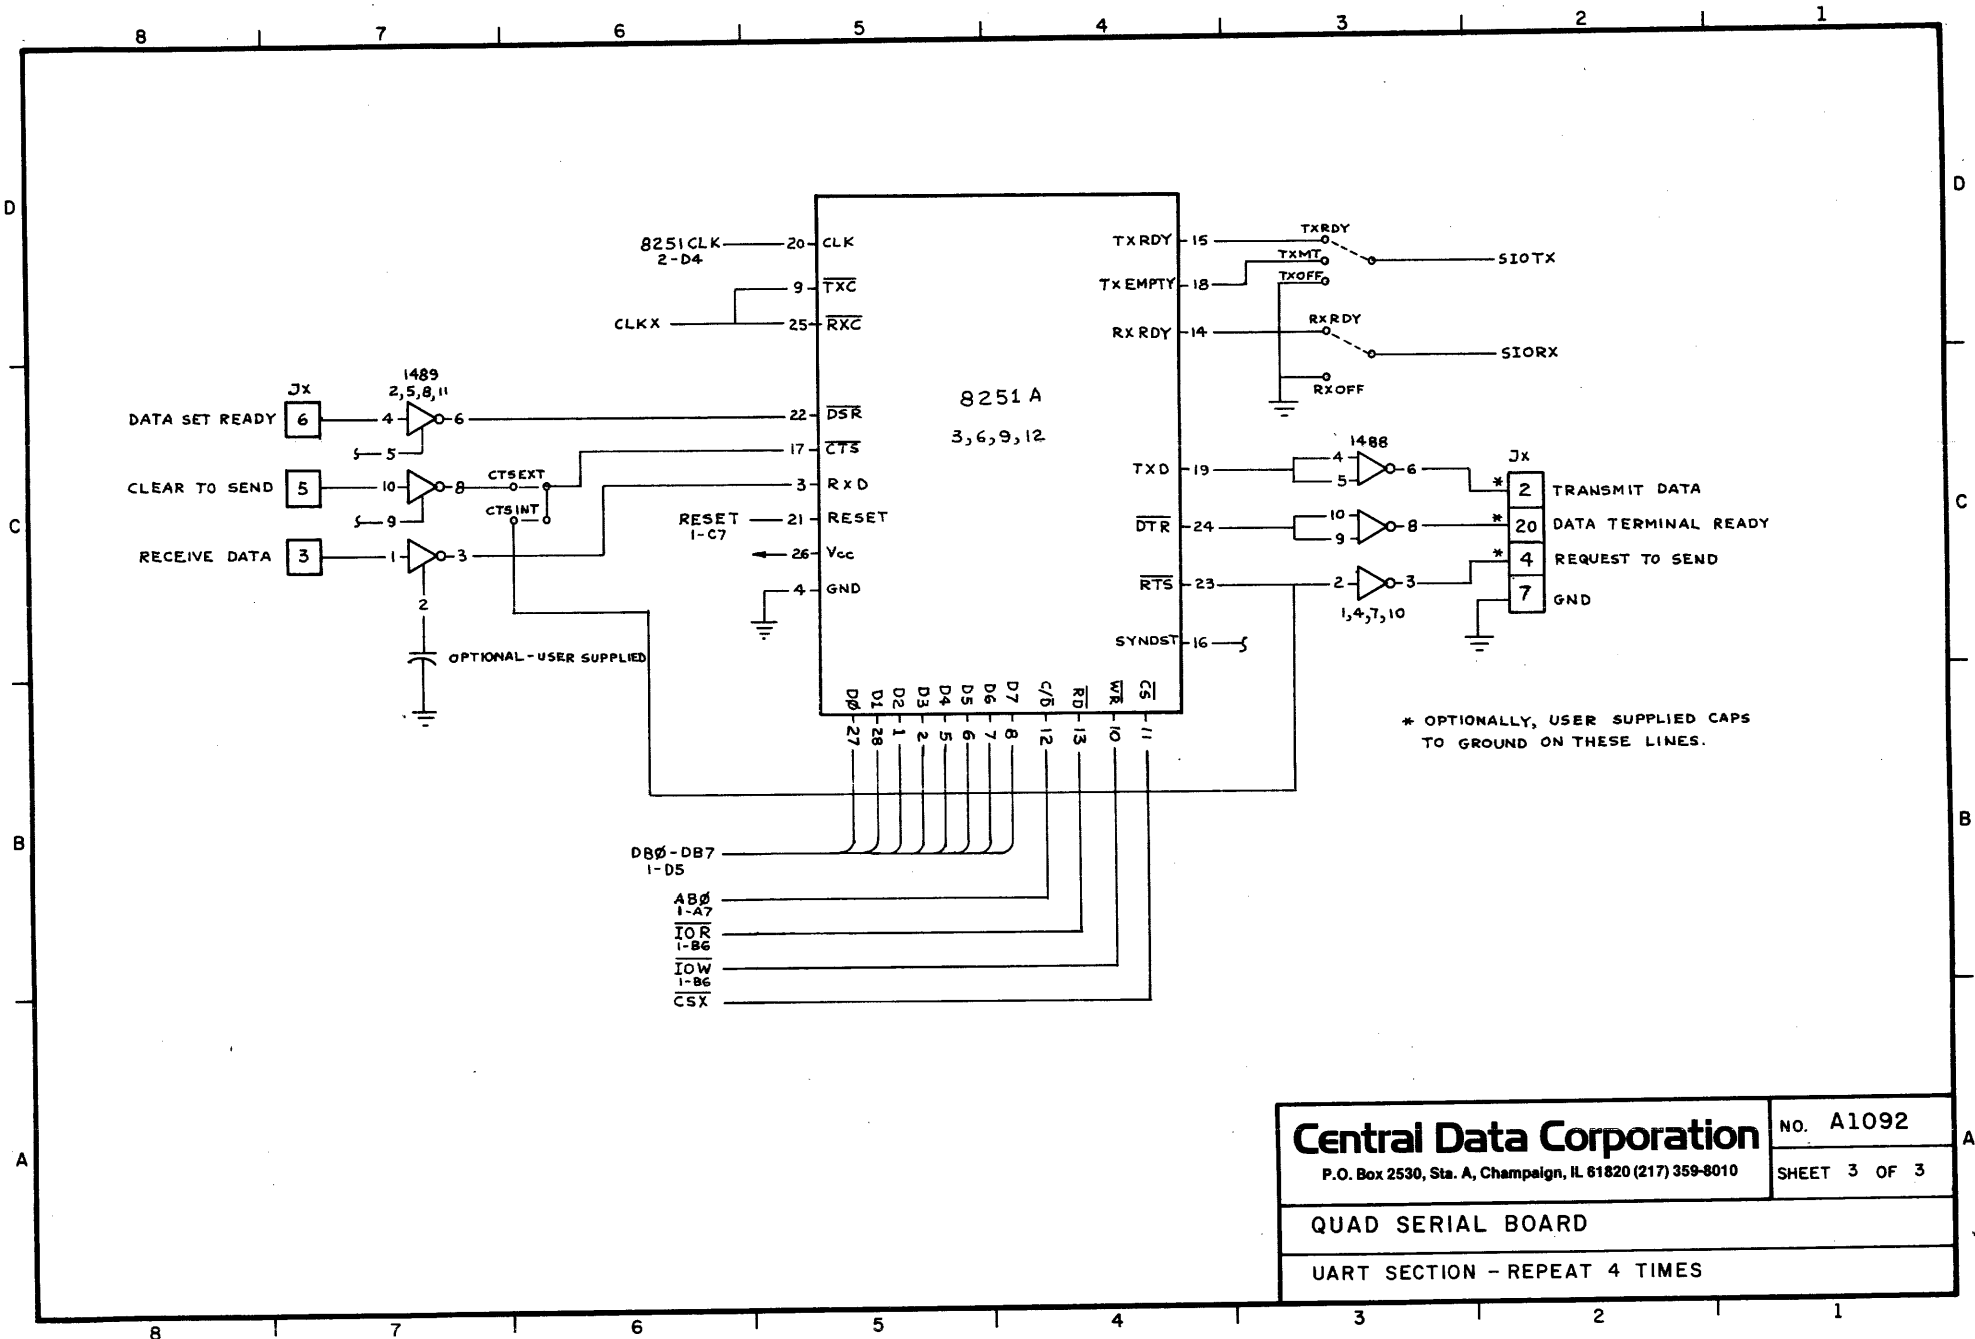 8 7 6 5 4 3 2 1
D
D
8251CLK
2-D4
20
CLK
9
TXC
CLKX
25
RXC
TXRDY
15
TXRDY
TXMT
TXEMPTY
18
TXOFF
SIOTX
RXRDY
14
RXRDY
SIORX
RXOFF
8251A
3,6,9,12
Jx
1489
2,5,8,11
DATA SET READY
6
4
6
22
DSR
5
17
CTS
CLEAR TO SEND
5
10
8
CTSEXT
3
RXD
9
CTSINT
RESET
1-C7
21
RESET
C
C
RECEIVE DATA
3
1
3
26
Vcc
2
4
GND
OPTIONAL-USER SUPPLIED
1488
Jx
TXD
19
4
5
6
*
2
TRANSMIT DATA
DTR
24
10
9
8
*
20
DATA TERMINAL READY
RTS
23
2
3
*
4
REQUEST TO SEND
1,4,7,10
7
GND
SYNDST
16
DØ D1 D2 D3 D4 D5 D6 D7 C/D RD WR CS
27 28 1 2 5 6 7 8 12 13 10 11
* OPTIONALLY, USER SUPPLIED CAPS
TO GROUND ON THESE LINES.
B
B
DBØ-DB7
1-D5
ABØ
1-A7
IOR
1-B6
IOW
1-B6
CSX
A
A
Central Data Corporation
P.O. Box 2530, Sta. A, Champaign, IL 61820 (217) 359-8010
NO. A1092
SHEET 3 OF 3
QUAD SERIAL BOARD
UART SECTION - REPEAT 4 TIMES
8 7 6 5 4 3 2 1